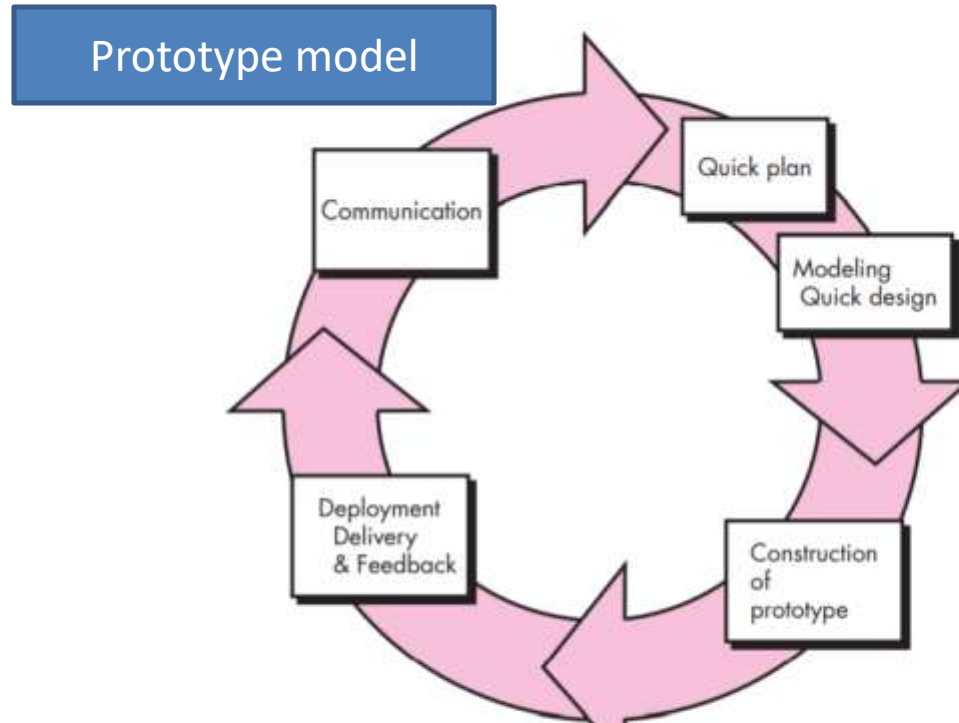 Prototype model
Quick plan
Communication
Modeling
Quick design
Deployment
Delivery
& Feedback
Construction
of
prototype